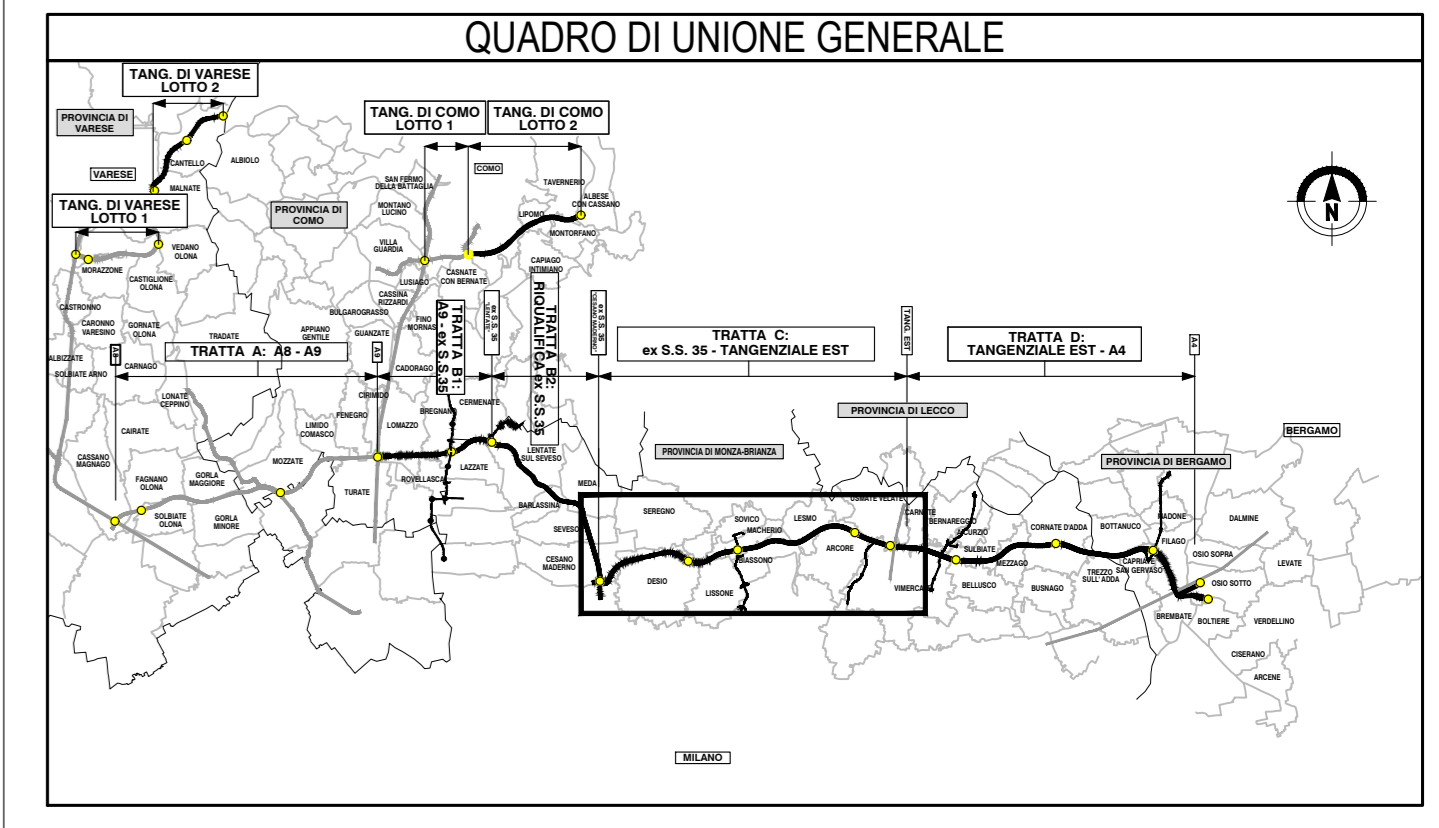 QUADRO DI UNIONE GENERALE
TANG. DI VARESE
LOTTO 2
PROVINCIA DI
VARESE
TANG. DI COMO
LOTTO 1
TANG. DI COMO
LOTTO 2
CANTELLO
ALBIOLO
VARESE
MALNATE
COMO
SAN FERMO
DELLA BATTAGLIA
TAVERNERIO
ALBESE
CON CASSANO
TANG. DI VARESE
LOTTO 1
PROVINCIA DI
COMO
MONTANO
LUCINO
LIPOMO
MONTORFANO
N
VEDANO
OLONA
VILLA
GUARDIA
MORAZZONE
CASTIGLIONE
OLONA
LUSIAGO
CASNATE
CON BERNATE
CAPIAGO
INTIMIANO
CASTRONNO
CARONNO
VARESINO
GORNATE
OLONA
CASSINA
RIZZARDI
BULGAROGRASSO
FINO
MORNAS
TRADATE
APPIANO
GENTILE
GUANZATE
ALBIZZATE
SOLBIATE ARNO
CARNAGO
A8
TRATTA A: A8 - A9
A9
CADORAGO
TRATTA B1:
A9 - ex S.S.35
ex S.S. 35
"LENTATE"
TRATTA B2:
RIQUALIFICA ex S.S.35
ex S.S. 35
"CESANO MADERNO"
TRATTA C:
ex S.S. 35 - TANGENZIALE EST
TANG. EST
TRATTA D:
TANGENZIALE EST - A4
A4
LONATE
CEPPINO
CIRIMIDO
FENEGRO
LOMAZZO
BREGNANO
CERMENATE
PROVINCIA DI LECCO
CAIRATE
LIMIDO
COMASCO
LENTATE
SUL SEVESO
PROVINCIA DI MONZA-BRIANZA
BERGAMO
PROVINCIA DI BERGAMO
CASSANO
MAGNAGO
MOZZATE
LAZZATE
ROVELLASCA
FAGNANO
OLONA
GORLA
MAGGIORE
TURATE
MEDA
BARLASSINA
SOLBIATE
OLONA
GORLA
MINORE
SEVESO
SEREGNO
SOVICO
MACHERIO
LESMO
USMATE VELATE
CARNATE
BERNAREGGIO
CORNATE D'ADDA
BOTTANUCO
MADONE
FILAGO
DALMINE
OSIO SOPRA
CESANO
MADERNO
DESIO
BIASSONO
LISSONE
ARCORE
VIMERCA
SULBIATE
BELLUSCO
MEZZAGO
BUSNAGO
TREZZO
SULL' ADDA
CAPRIATE
SAN GERVASO
OSIO SOTTO
LEVATE
BREMBATE
BOLTIERE
VERDELLINO
CISERANO
ARCENE
MILANO